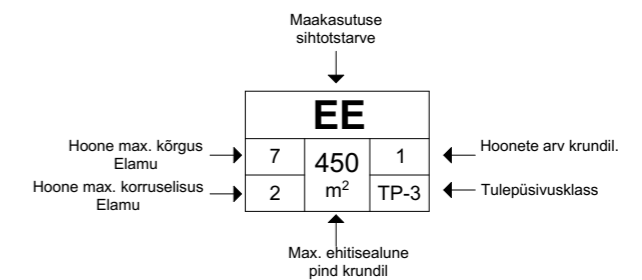 Maakasutuse
sihtotstarve
EE
Hoone max. kõrgus
Elamu
7
450
m²
1
Hoonete arv krundil.
Hoone max. korruselisus
Elamu
2
TP-3
Tulepüsivusklass
Max. ehitisealune
pind krundil